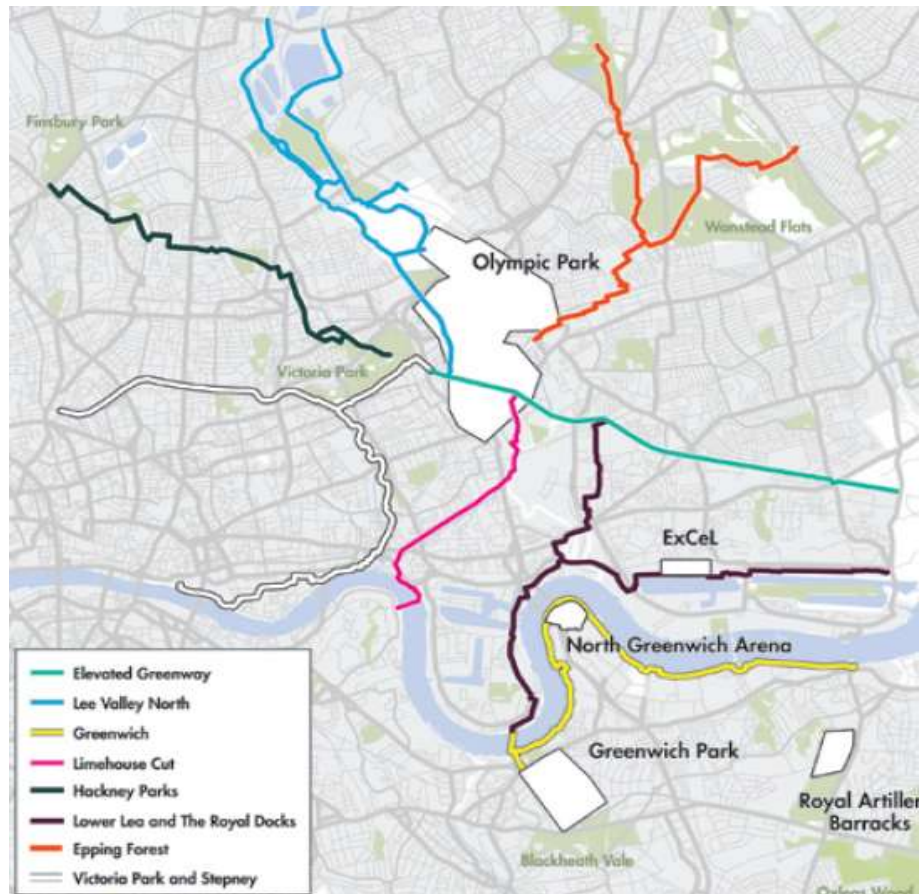 Finsbury Park
Wanstead Flats
Olympic Park
Victoria Park
ExCeL
North Greenwich Arena
Elevated Greenway
Lee Valley North
Greenwich
Limehouse Cut
Hackney Parks
Lower Lea and The Royal Docks
Epping Forest
Victoria Park and Stepney
Greenwich Park
Royal Artiller
Barracks
Blackheath Vale